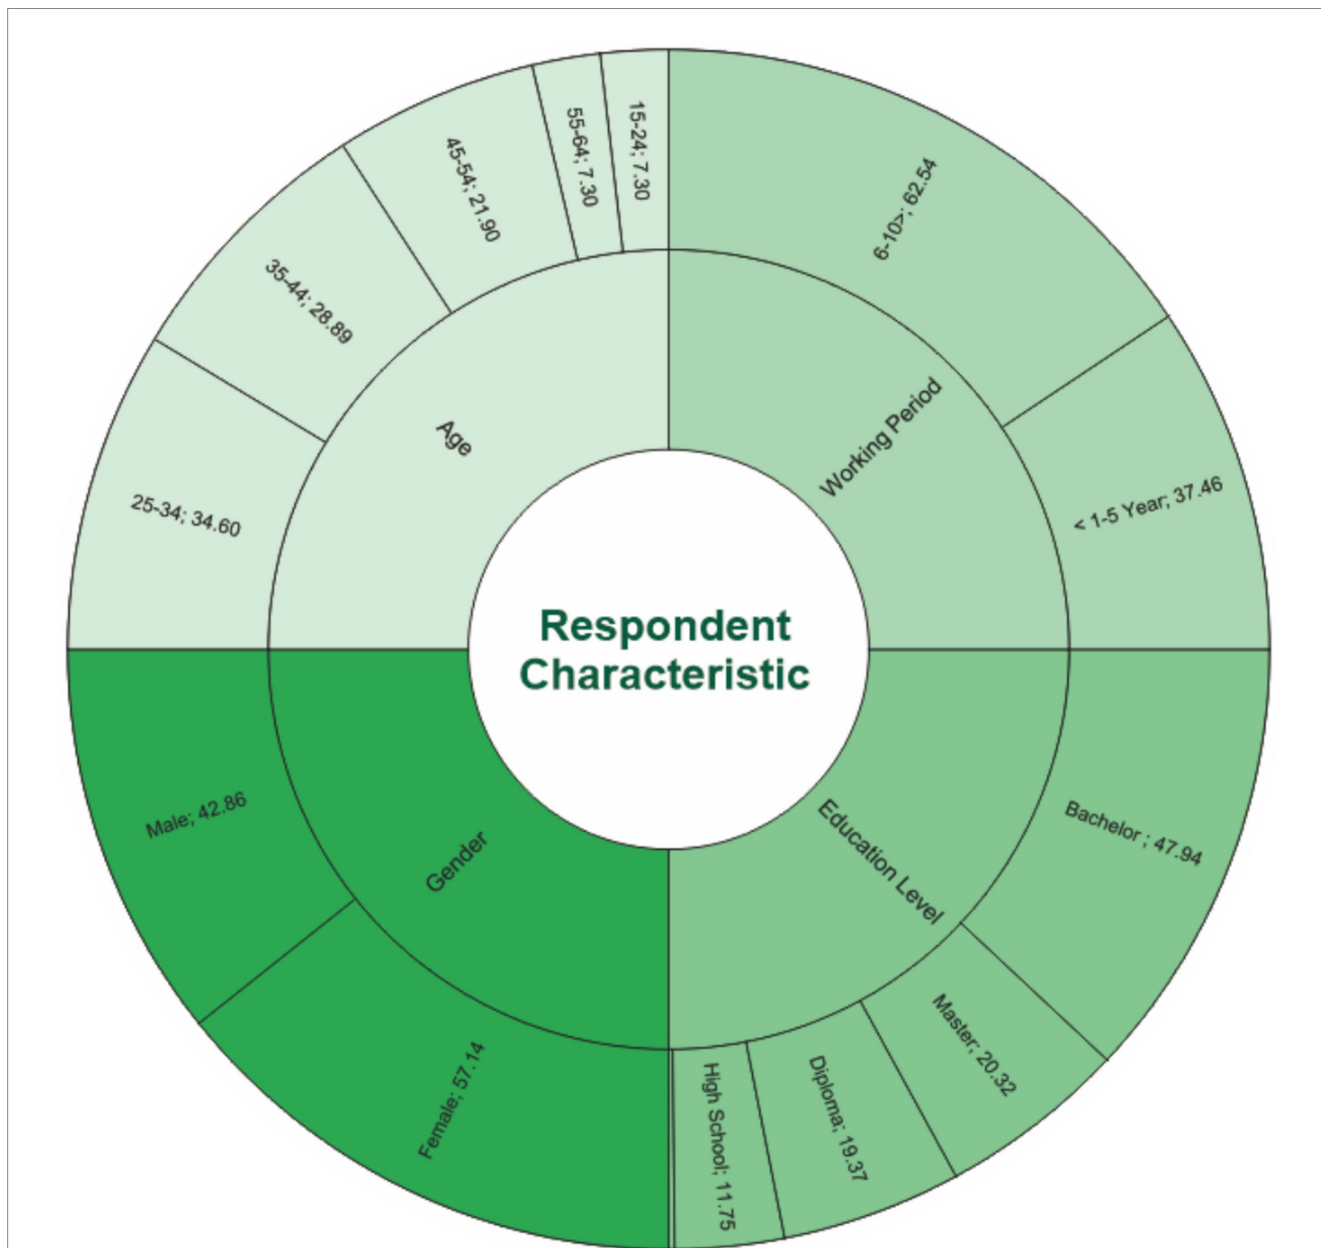 Respondent
Characteristic
Working Period
6-10>; 62.54
< 1-5 Year; 37.46
Education Level
Bachelor ; 47.94
Master; 20.32
Diploma; 19.37
High School; 11.75
Gender
Female; 57.14
Male; 42.86
Age
25-34; 34.60
35-44; 28.89
45-54; 21.90
55-64; 7.30
15-24; 7.30